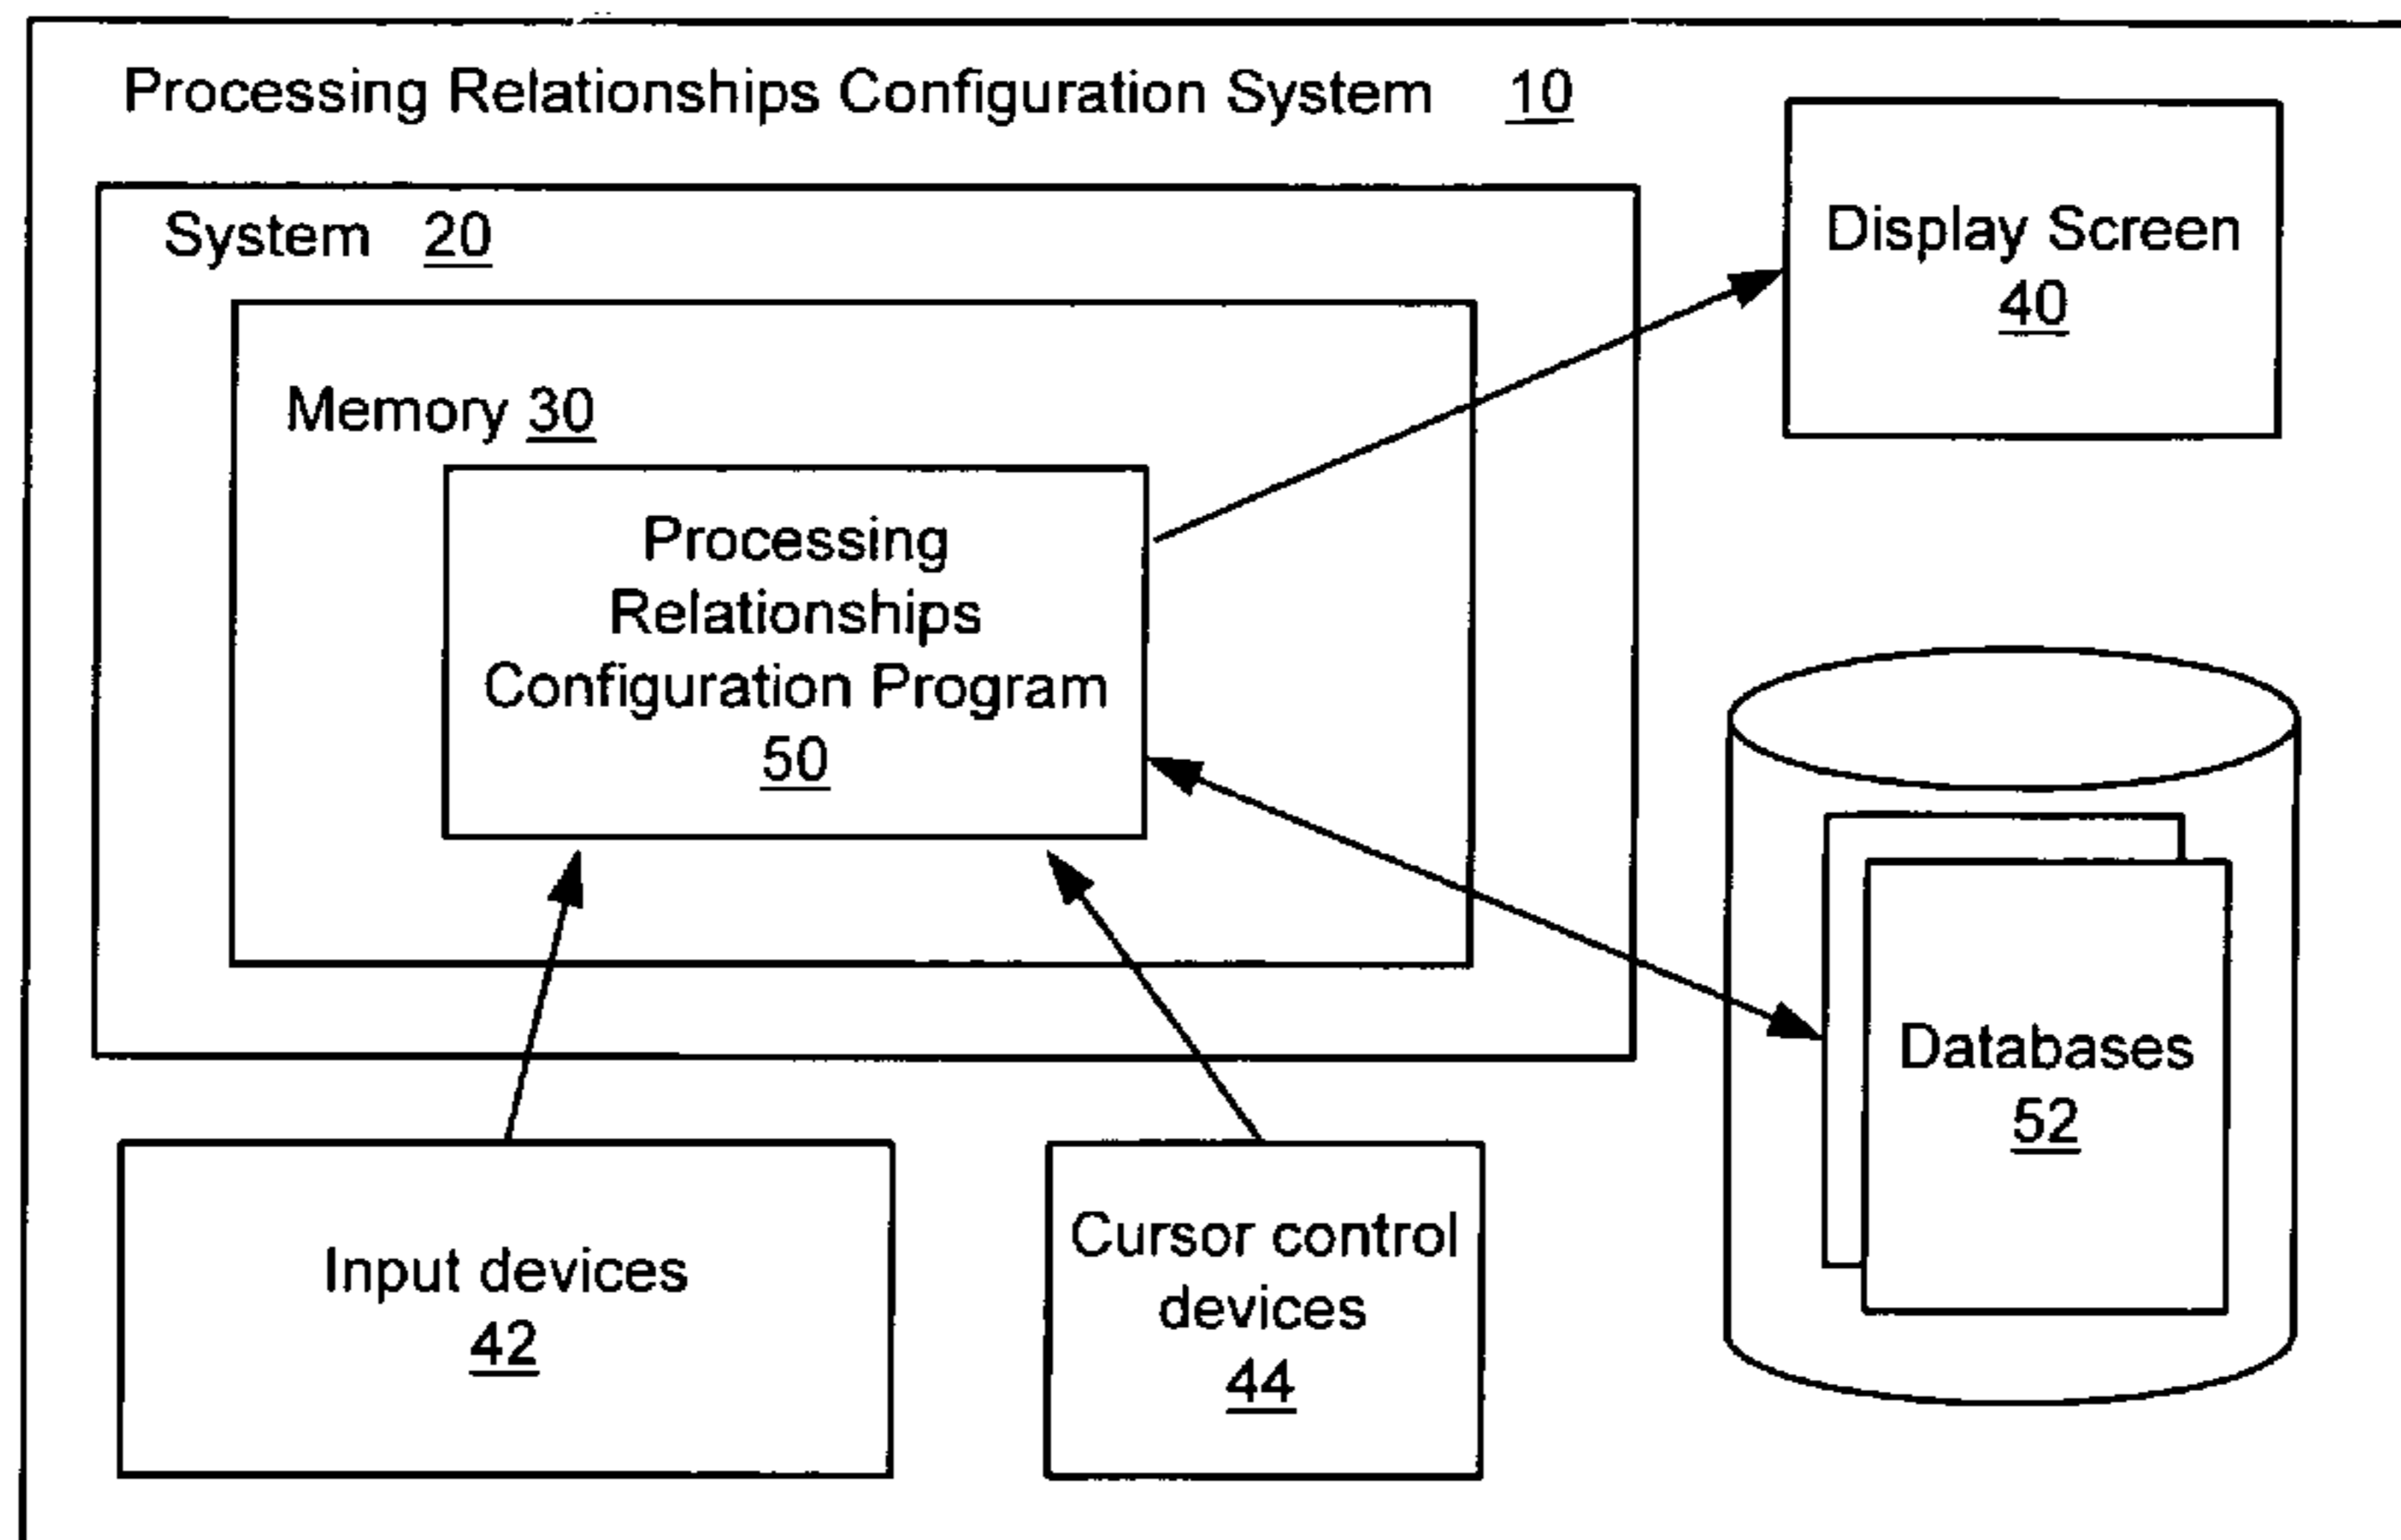 Processing Relationships Configuration System 10
System 20
Memory 30
Processing
Relationships
Configuration Program
50
Display Screen
40
Databases
52
Input devices
42
Cursor control
devices
44